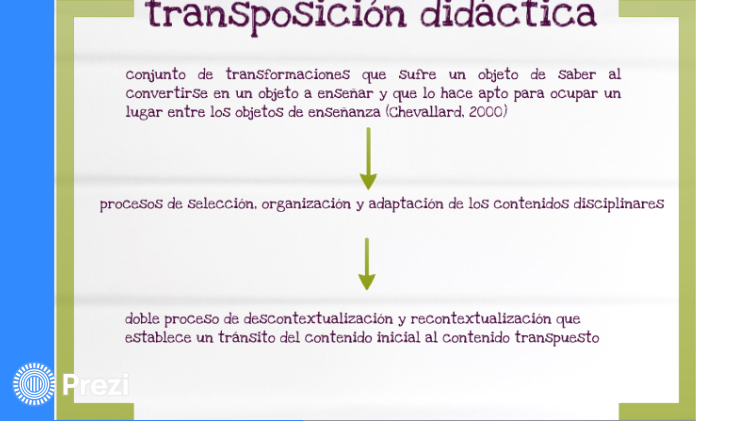 transposición didáctica
conjunto de transformaciones que sufre un objeto de saber al
convertirse en un objeto a enseñar y que lo hace apto para ocupar un
lugar entre los objetos de enseñanza (Chevallard, 2000)
procesos de selección, organización y adaptación de los contenidos disciplinares
doble proceso de descontextualización y recontextualización que
establece un tránsito del contenido inicial al contenido transpuesto
Prezi